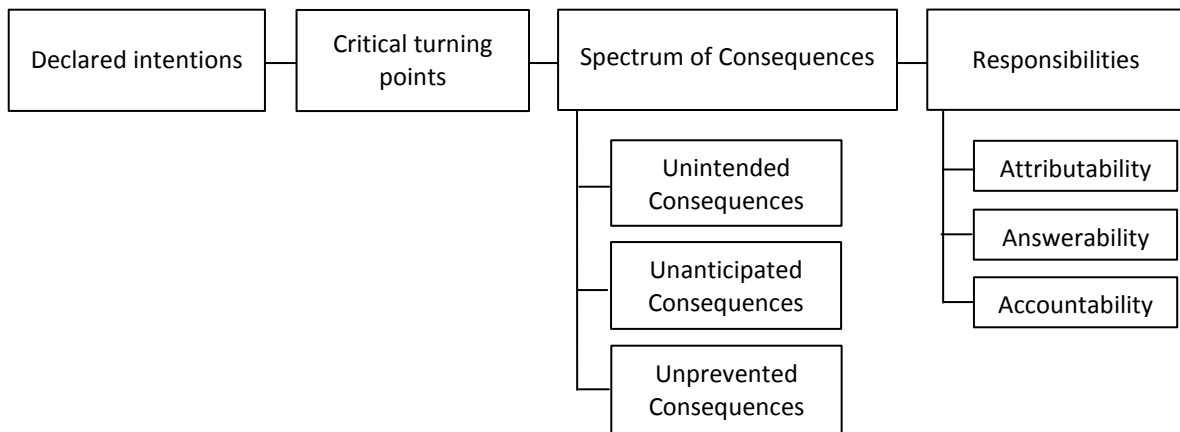 Declared intentions
Critical turning
points
Spectrum of Consequences
Responsibilities
Unintended
Consequences
Unanticipated
Consequences
Unprevented
Consequences
Attributability
Answerability
Accountability